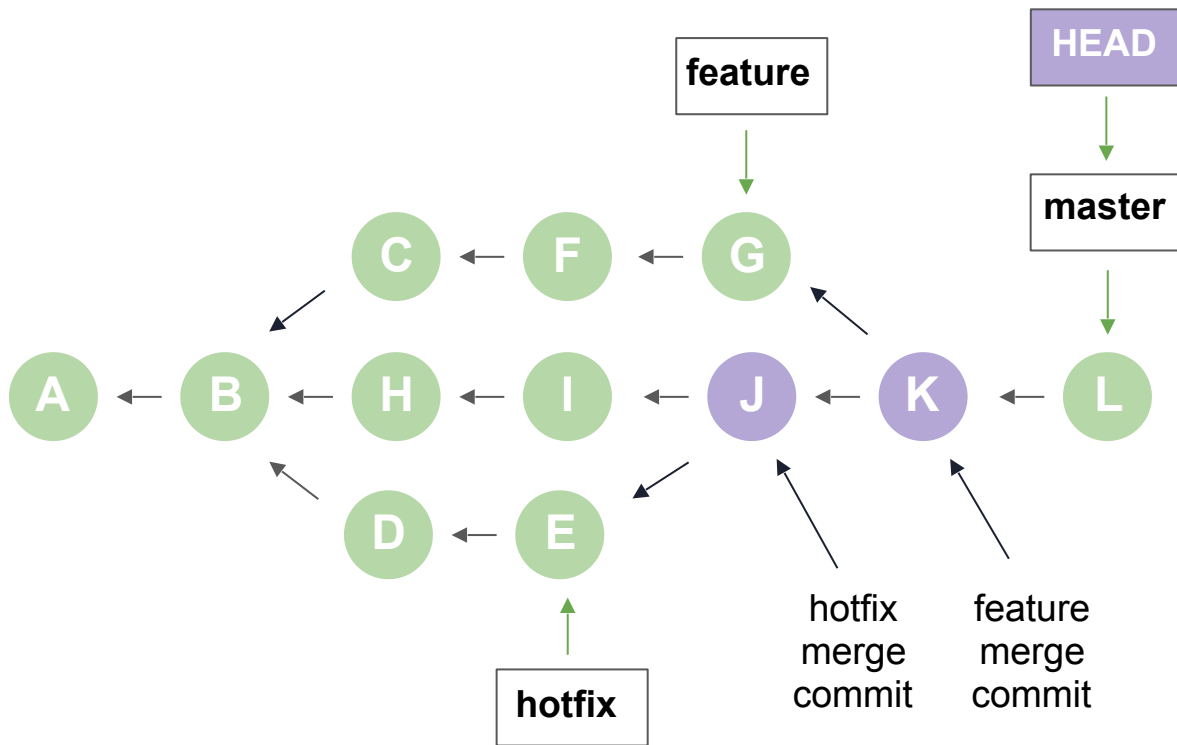 HEAD
feature
master
C F G
A B H I J K L
D E
hotfix
merge
commit
feature
merge
commit
hotfix